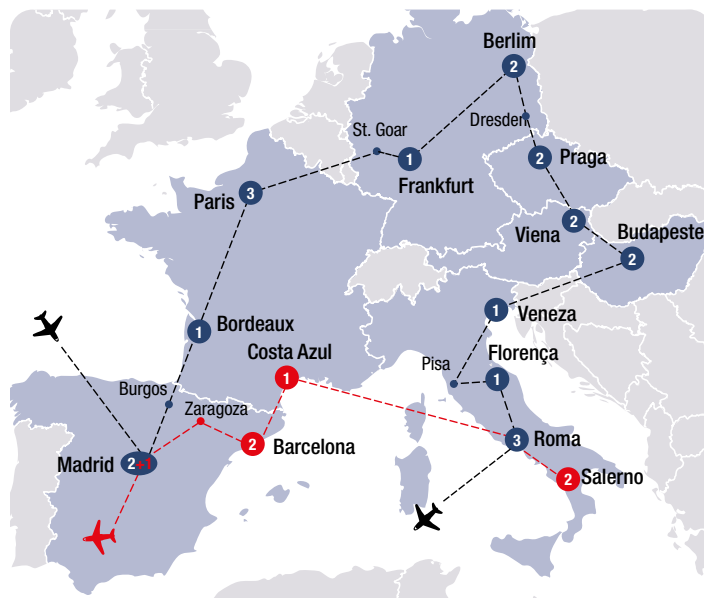 Berlim
2
Dresden
St. Goar
1
Frankfurt
2
Praga
3
Paris
Viena
2
Budapeste
2
1
Veneza
1
Bordeaux
Costa Azul
1
Pisa
Florença
1
Burgos
Zaragoza
2
Barcelona
3
Roma
Madrid
2+1
2
Salerno